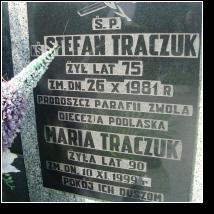 Ś.P.
KŚ STEFAN TRACZUK
ŻYŁ LAT 75
ZM. DN. 26 X 1981 R
PROBOSZCZ PARAFII ZWOLA
DIECEZJA PODLASKA
MARIA TRACZUK
ŻYŁA LAT 90
ZM. DN. 10.XI.1999 r
POKÓJ ICH DUSZOM